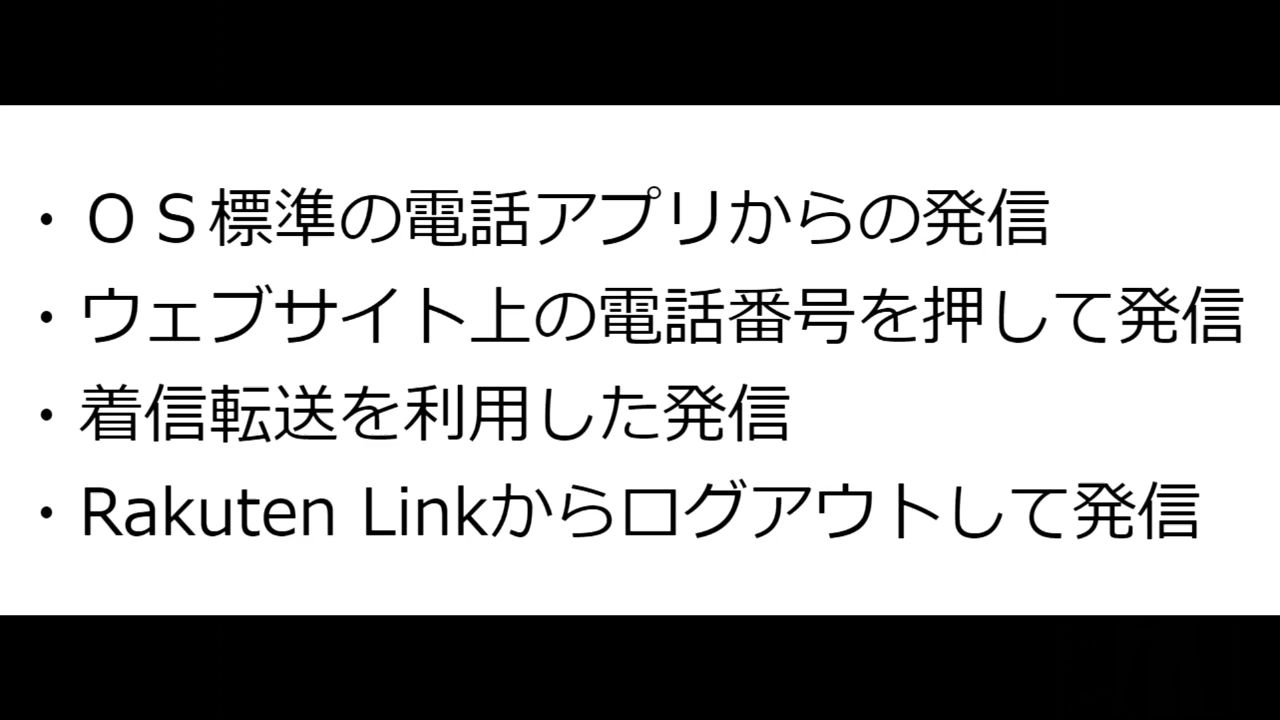 ・ＯＳ標準の電話アプリからの発信
・ウェブサイト上の電話番号を押して発信
・着信転送を利用した発信
・Rakuten Linkからログアウトして発信